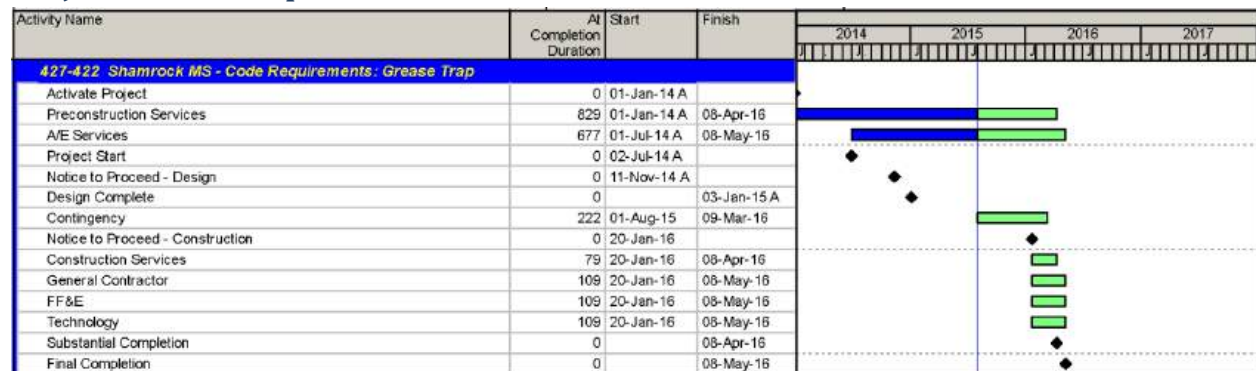 Activity Name At Start Finish
Completion 2014 2015 2016 2017
Duration J J J J J J J
427-422 Shamrock MS - Code Requirements: Grease Trap
Activate Project 0 01-Jan-14 A
Preconstruction Services 829 01-Jan-14 A 08-Apr-16
A/E Services 677 01-Jul-14 A 08-May-16
Project Start 0 02-Jul-14 A
Notice to Proceed - Design 0 11-Nov-14 A
Design Complete 0 03-Jan-15 A
Contingency 222 01-Aug-15 09-Mar-16
Notice to Proceed - Construction 0 20-Jan-16
Construction Services 79 20-Jan-16 08-Apr-16
General Contractor 109 20-Jan-16 08-May-16
FF&E 109 20-Jan-16 08-May-16
Technology 109 20-Jan-16 08-May-16
Substantial Completion 0 08-Apr-16
Final Completion 0 08-May-16